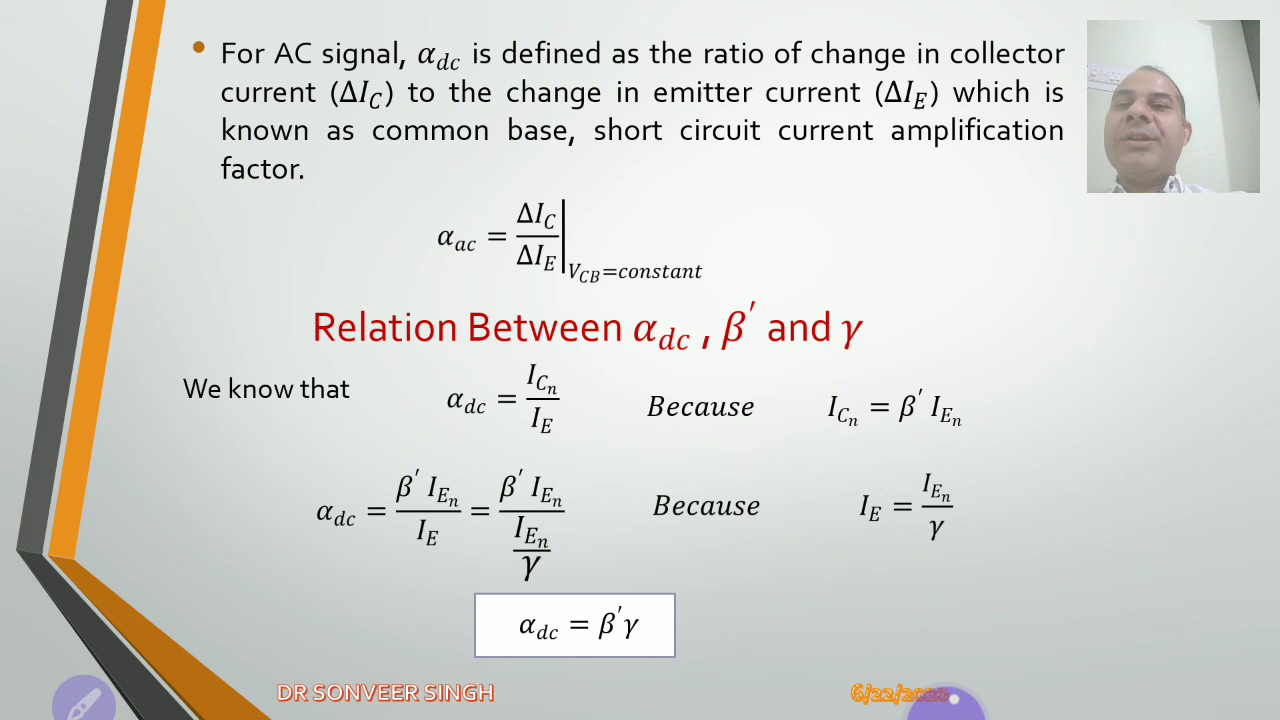 • For AC signal, α_dc is defined as the ratio of change in collector
current (ΔI_C) to the change in emitter current (ΔI_E) which is
known as common base, short circuit current amplification
factor.
α_ac = ΔI_C / ΔI_E |_{V_CB=constant}
Relation Between α_dc , β′ and γ
We know that α_dc = I_{C_n} / I_E Because I_{C_n} = β′ I_{E_n}
α_dc = β′ I_{E_n} / I_E = β′ I_{E_n} / (I_{E_n} / γ) Because I_E = I_{E_n} / γ
α_dc = β′γ
DR SONVEER SINGH 6/22/2020